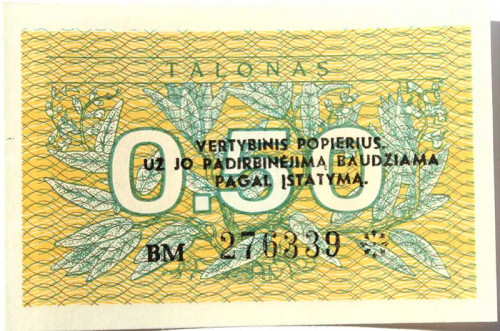 TALONAS
0.50
VERTYBINIS POPIERIUS.
UŽ JO PADIRBINĖJIMĄ BAUDŽIAMA
PAGAL ĮSTATYMĄ.
BM 276339